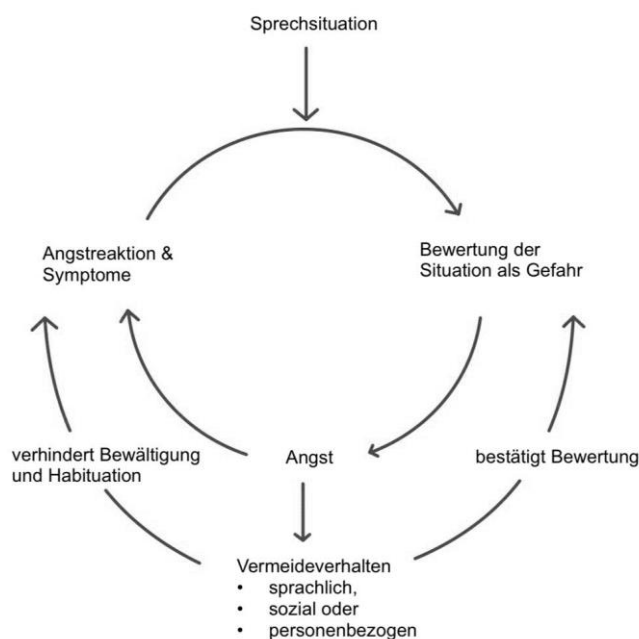 Sprechsituation
Angstreaktion &
Symptome
Bewertung der
Situation als Gefahr
verhindert Bewältigung
und Habituation
Angst
bestätigt Bewertung
Vermeideverhalten
• sprachlich,
• sozial oder
• personenbezogen